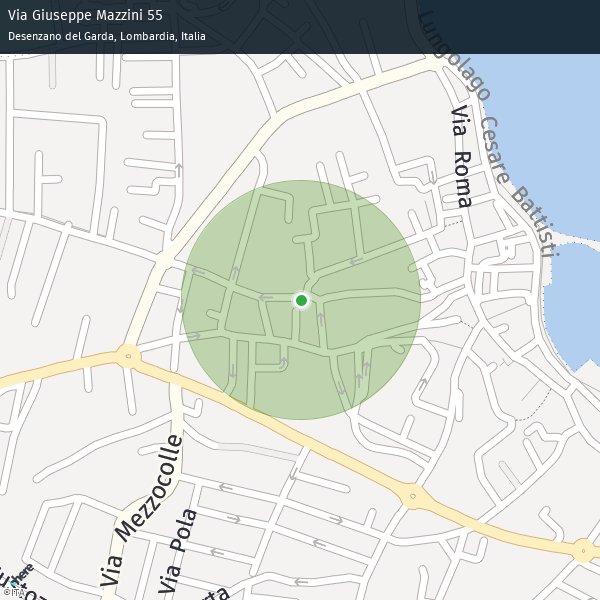 Via Giuseppe Mazzini 55
Desenzano del Garda, Lombardia, Italia
Lungolago Cesare Battisti
Via Roma
Via Mezzocolle
Via Pola
here
© ITA